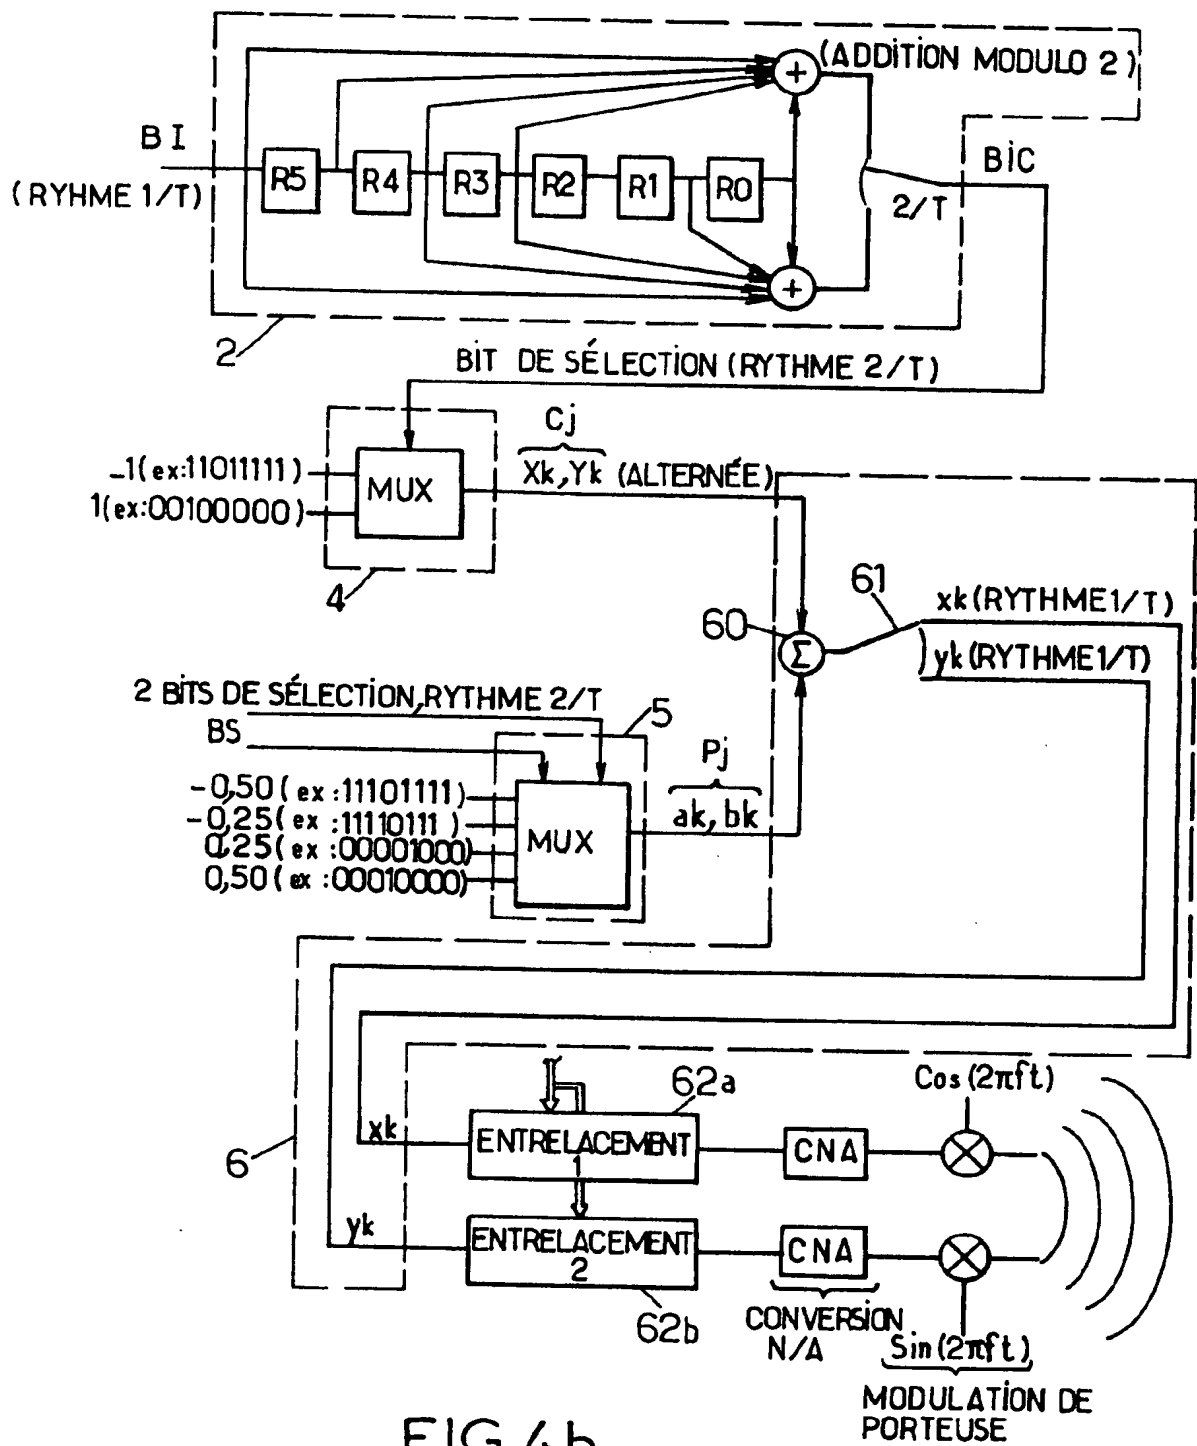 (ADDITION MODULO 2)
BI
(RYHME 1/T)
R5
R4
R3
R2
R1
R0
+
+
BiC
2/T
2
BIT DE SÉLECTION (RYTHME 2/T)
Cj
Xk,Yk (ALTERNÉE)
-1(ex:11011111)
1(ex:00100000)
MUX
4
61
60
Σ
xk(RYTHME1/T)
yk(RYTHME1/T)
2 BITS DE SÉLECTION,RYTHME 2/T
BS
5
-0,50(ex:11101111)
-0,25(ex:11110111)
0,25(ex:00001000)
0,50(ex:00010000)
MUX
Pj
ak,bk
6
62a
Cos(2πft)
xk
ENTRELACEMENT
1
CNA
yk
ENTRELACEMENT
2
CNA
62b
CONVERSION
N/A
Sin(2πft)
MODULATION DE
PORTEUSE
FIG.4b